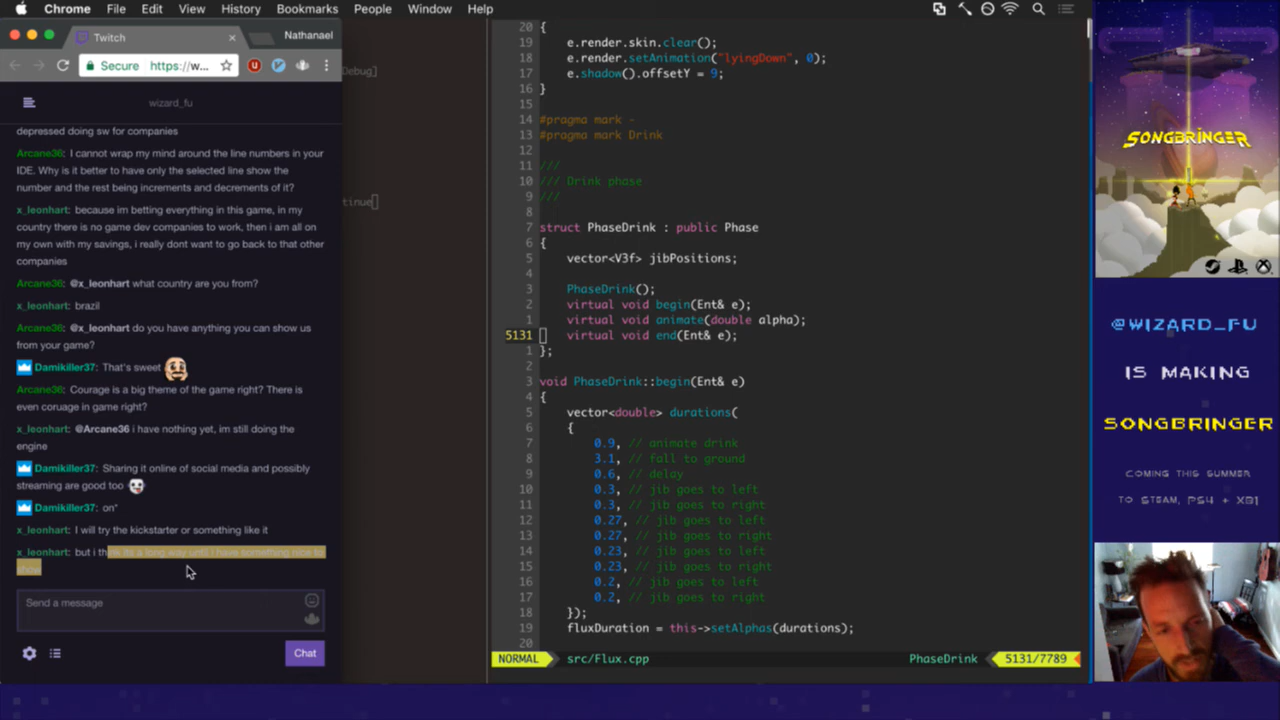 Chrome File Edit View History Bookmarks People Window Help
Twitch
Nathanael
Secure https://w...
wizard_fu
depressed doing sw for companies
Arcane36: I cannot wrap my mind around the line numbers in your
IDE. Why is it better to have only the selected line show the
number and the rest being increments and decrements of it?
x_leonhart: because im betting everything in this game, in my
country there is no game dev companies to work, then i am all on
my own with my savings, i really dont want to go back to that other
companies
Arcane36: @x_leonhart what country are you from?
x_leonhart: brazil
Arcane36: @x_leonhart do you have anything you can show us
from your game?
Damikiller37: That's sweet
Arcane36: Courage is a big theme of the game right? There is
even coruage in game right?
x_leonhart: @Arcane36 i have nothing yet, im still doing the
engine
Damikiller37: Sharing it online of social media and possibly
streaming are good too
Damikiller37: on*
x_leonhart: I will try the kickstarter or something like it
x_leonhart: but i think its a long way until i have something nice to
show
Send a message
Chat
Debug]
tinue]
20 {
19 e.render.skin.clear();
18 e.render.setAnimation("lyingDown", 0);
17 e.shadow().offsetY = 9;
16 }
15
14 #pragma mark -
13 #pragma mark Drink
12
11 ///
10 /// Drink phase
9 ///
8
7 struct PhaseDrink : public Phase
6 {
5 vector<V3f> jibPositions;
4
3 PhaseDrink();
2 virtual void begin(Ent& e);
1 virtual void animate(double alpha);
5131 virtual void end(Ent& e);
1 };
2
3 void PhaseDrink::begin(Ent& e)
4 {
5 vector<double> durations(
6 {
7 0.9, // animate drink
8 3.1, // fall to ground
9 0.6, // delay
10 0.3, // jib goes to left
11 0.3, // jib goes to right
12 0.27, // jib goes to left
13 0.27, // jib goes to right
14 0.23, // jib goes to left
15 0.23, // jib goes to right
16 0.2, // jib goes to left
17 0.2, // jib goes to right
18 });
19 fluxDuration = this->setAlphas(durations);
20
NORMAL src/Flux.cpp PhaseDrink 5131/7789
SONGBRINGER
@WIZARD_FU
IS MAKING
SONGBRINGER
COMING THIS SUMMER
TO STEAM, PS4 + XB1